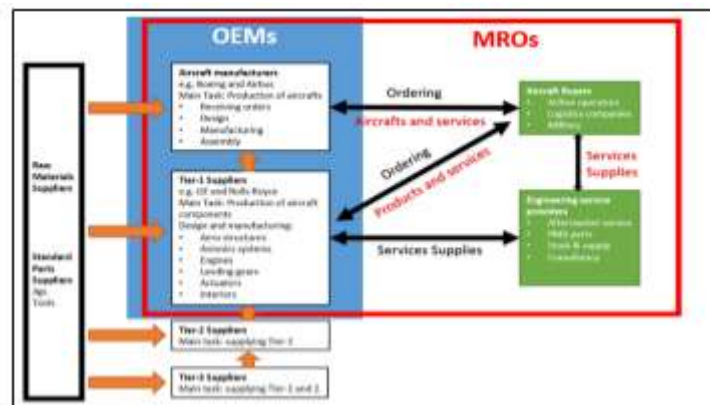 OEMs
MROs
Aircraft manufacturers
e.g. Boeing and Airbus
Main Task: Production of aircrafts
• Receiving orders
• Design
• Manufacturing
• Assembly
Ordering
Aircrafts and services
Aircraft Buyers
• Airline operators
• Logistics companies
• Military
Raw
Materials
Suppliers
Ordering
Products and services
Services
Supplies
Tier-1 Suppliers
e.g. GE and Rolls Royce
Main Task: Production of aircraft
components
Design and manufacturing:
• Aero structures
• Avionics systems
• Engines
• Landing gears
• Actuators
• Interiors
Services Supplies
Engineering service
providers
• Aftermarket service
• parts
• Stock & supply
• Consultancy
Standard
Parts
Suppliers
Tools
Tier-2 Suppliers
Main task: supplying Tier-1
Tier-3 Suppliers
Main task: supplying Tier-1 and 2